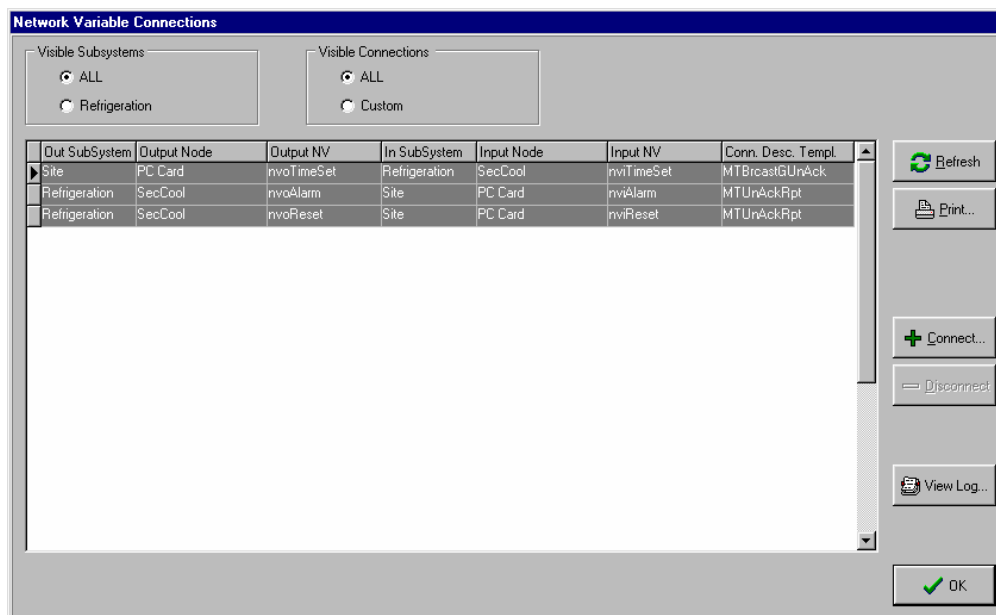 Network Variable Connections
Visible Subsystems
ALL
Refrigeration
Visible Connections
ALL
Custom
Out SubSystem Output Node Output NV In SubSystem Input Node Input NV Conn. Desc. Templ.
Site PC Card nvoTimeSet Refrigeration SecCool nviTimeSet MTBrcastGUnAck
Refrigeration SecCool nvoAlarm Site PC Card nviAlarm MTUnAckRpt
Refrigeration SecCool nvoReset Site PC Card nviReset MTUnAckRpt
Refresh
Print...
Connect...
Disconnect
View Log...
OK